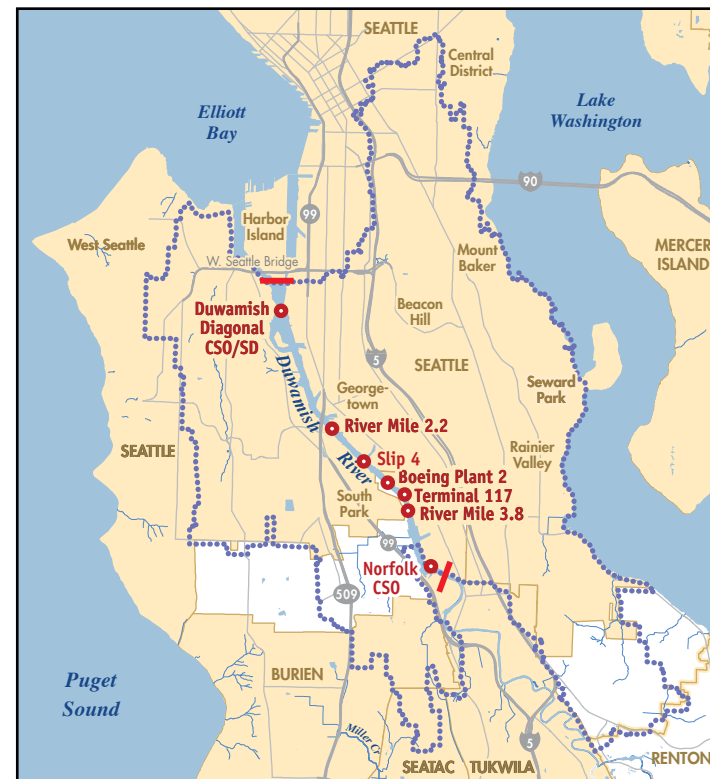 SEATTLE
Central
District
Elliott
Bay
Lake
Washington
90
99
Harbor
Island
West Seattle
W. Seattle Bridge
Mount
Baker
MERCER
ISLAND
Duwamish
Diagonal
CSO/SD
Beacon
Hill
5
SEATTLE
Duwamish
River
George-
town
Seward
Park
River Mile 2.2
SEATTLE
Slip 4
Rainier
Valley
Boeing Plant 2
Terminal 117
South
Park
River Mile 3.8
99
Norfolk
CSO
509
BURIEN
Puget
Sound
Miller Cr
5
SEATAC
TUKWILA
RENTON